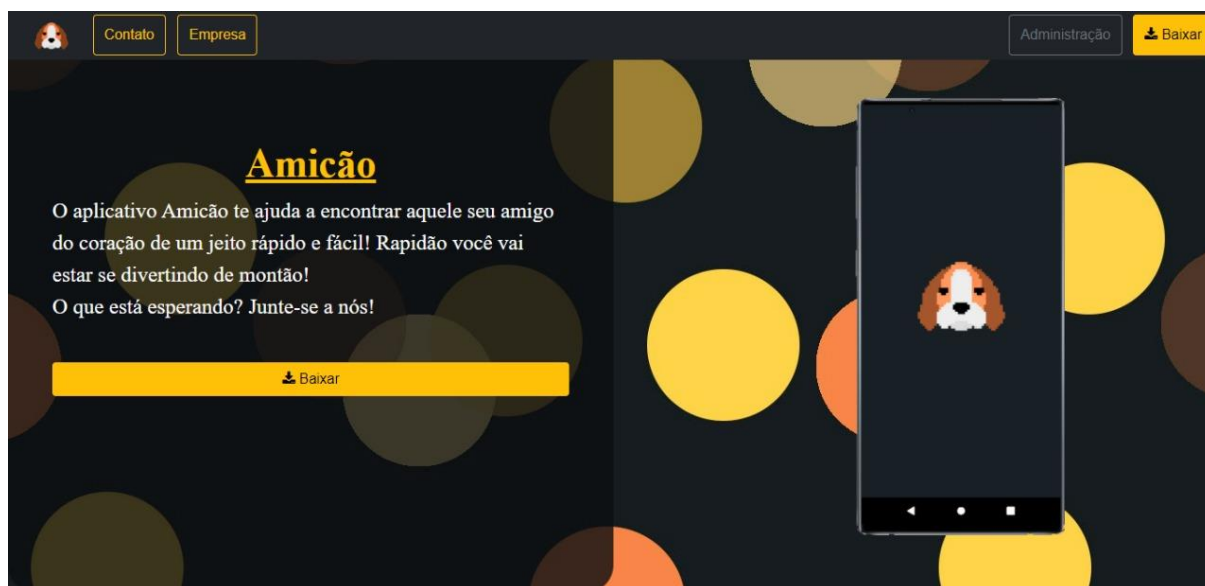 Contato
Empresa
Administração
Baixar
Amicão
O aplicativo Amicão te ajuda a encontrar aquele seu amigo
do coração de um jeito rápido e fácil! Rapidão você vai
estar se divertindo de montão!
O que está esperando? Junte-se a nós!
Baixar